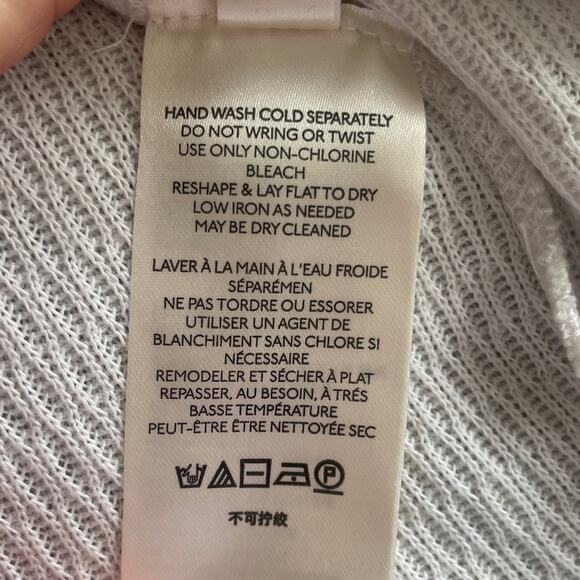 HAND WASH COLD SEPARATELY
DO NOT WRING OR TWIST
USE ONLY NON-CHLORINE
BLEACH
RESHAPE & LAY FLAT TO DRY
LOW IRON AS NEEDED
MAY BE DRY CLEANED
LAVER À LA MAIN À L'EAU FROIDE
SÉPARÉMEN
NE PAS TORDRE OU ESSORER
UTILISER UN AGENT DE
BLANCHIMENT SANS CHLORE SI
NÉCESSAIRE
REMODELER ET SÉCHER À PLAT
REPASSER, AU BESOIN, À TRÉS
BASSE TEMPÉRATURE
PEUT-ÊTRE ÊTRE NETTOYÉE SEC
P
不可拧绞